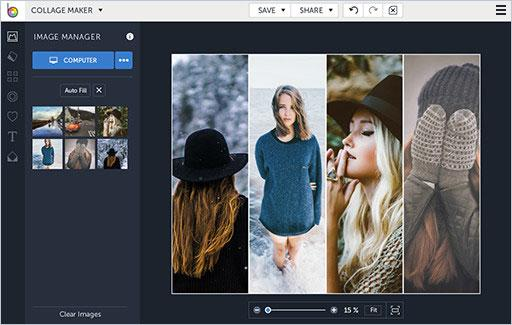 COLLAGE MAKER
SAVE
SHARE
IMAGE MANAGER
COMPUTER
Auto Fill
15 %
Fit
Clear Images